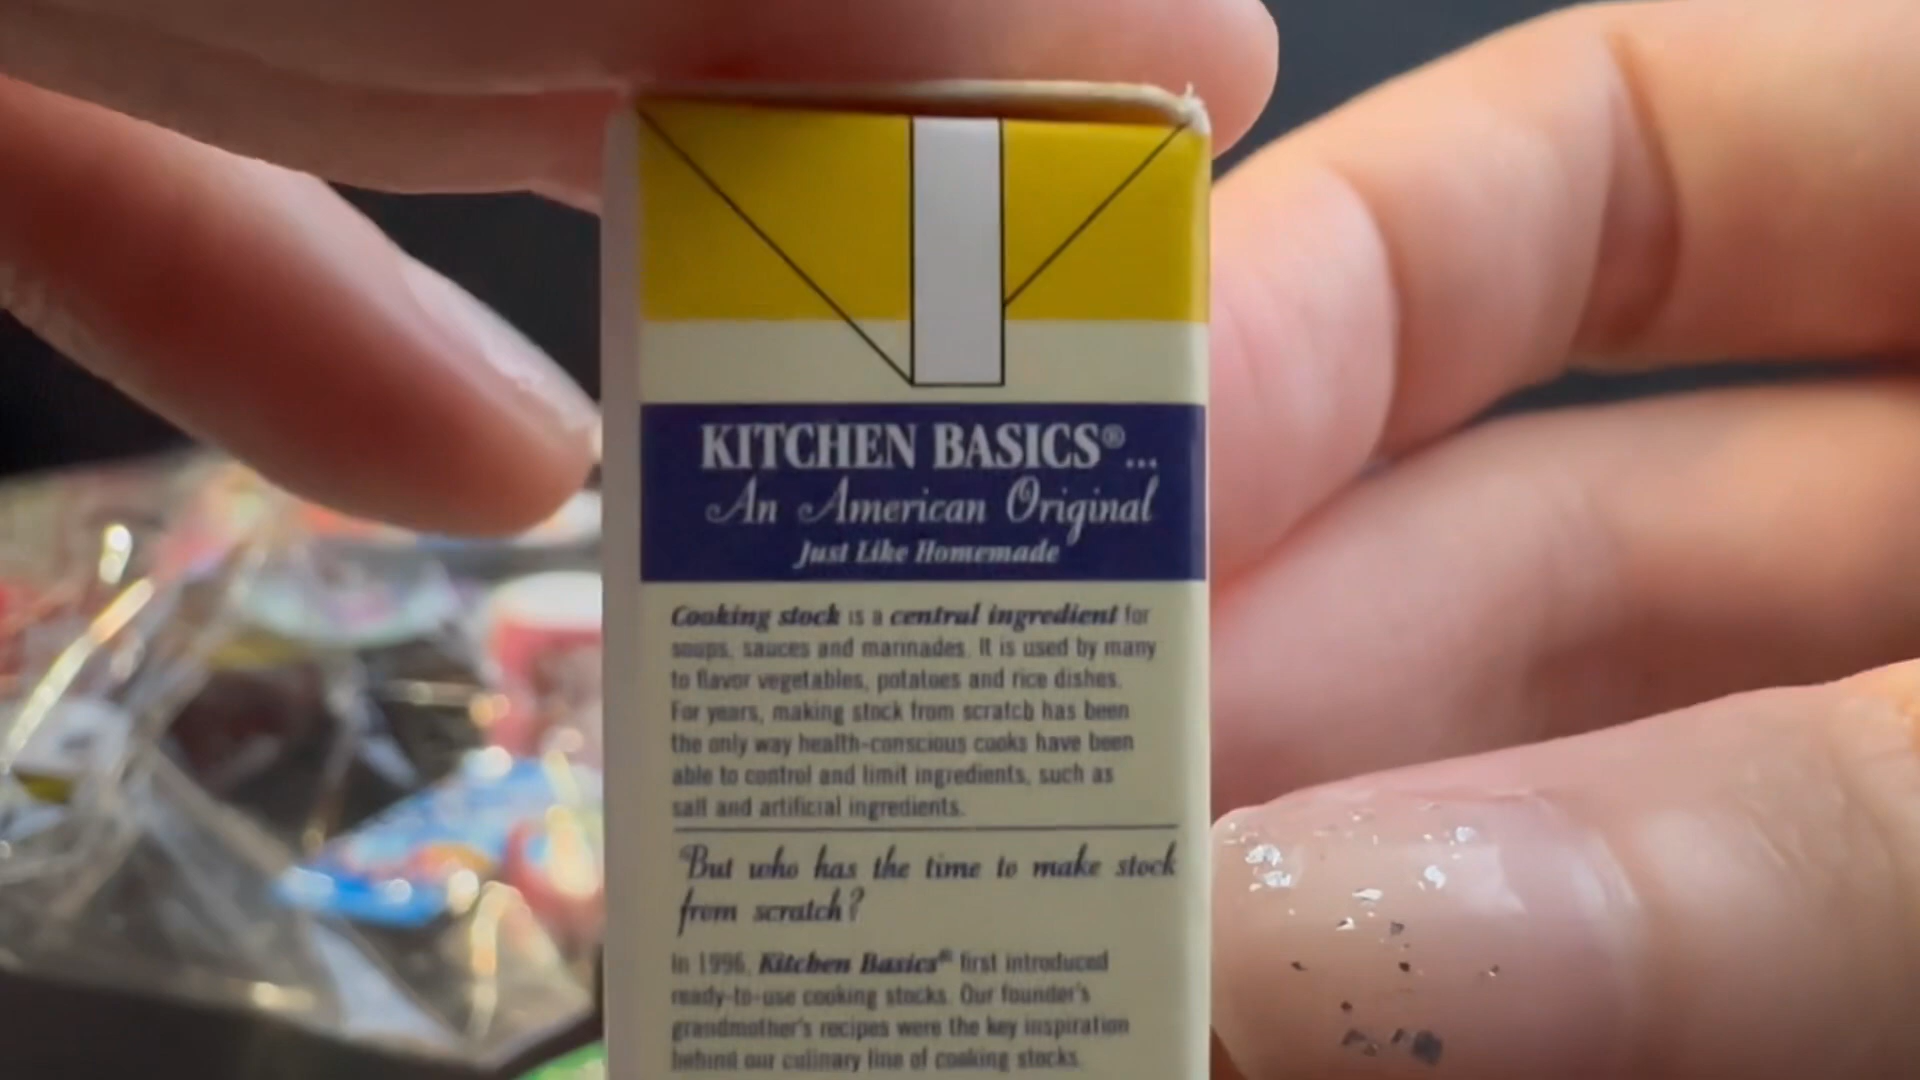 KITCHEN BASICS®...
An American Original
Just Like Homemade
Cooking stock is a central ingredient for
soups, sauces and marinades. It is used by many
to flavor vegetables, potatoes and rice dishes.
For years, making stock from scratch has been
the only way health-conscious cooks have been
able to control and limit ingredients, such as
salt and artificial ingredients.
But who has the time to make stock
from scratch?
In 1996, Kitchen Basics® first introduced
ready-to-use cooking stocks. Our founder's
grandmother's recipes were the key inspiration
behind our culinary line of cooking stocks.